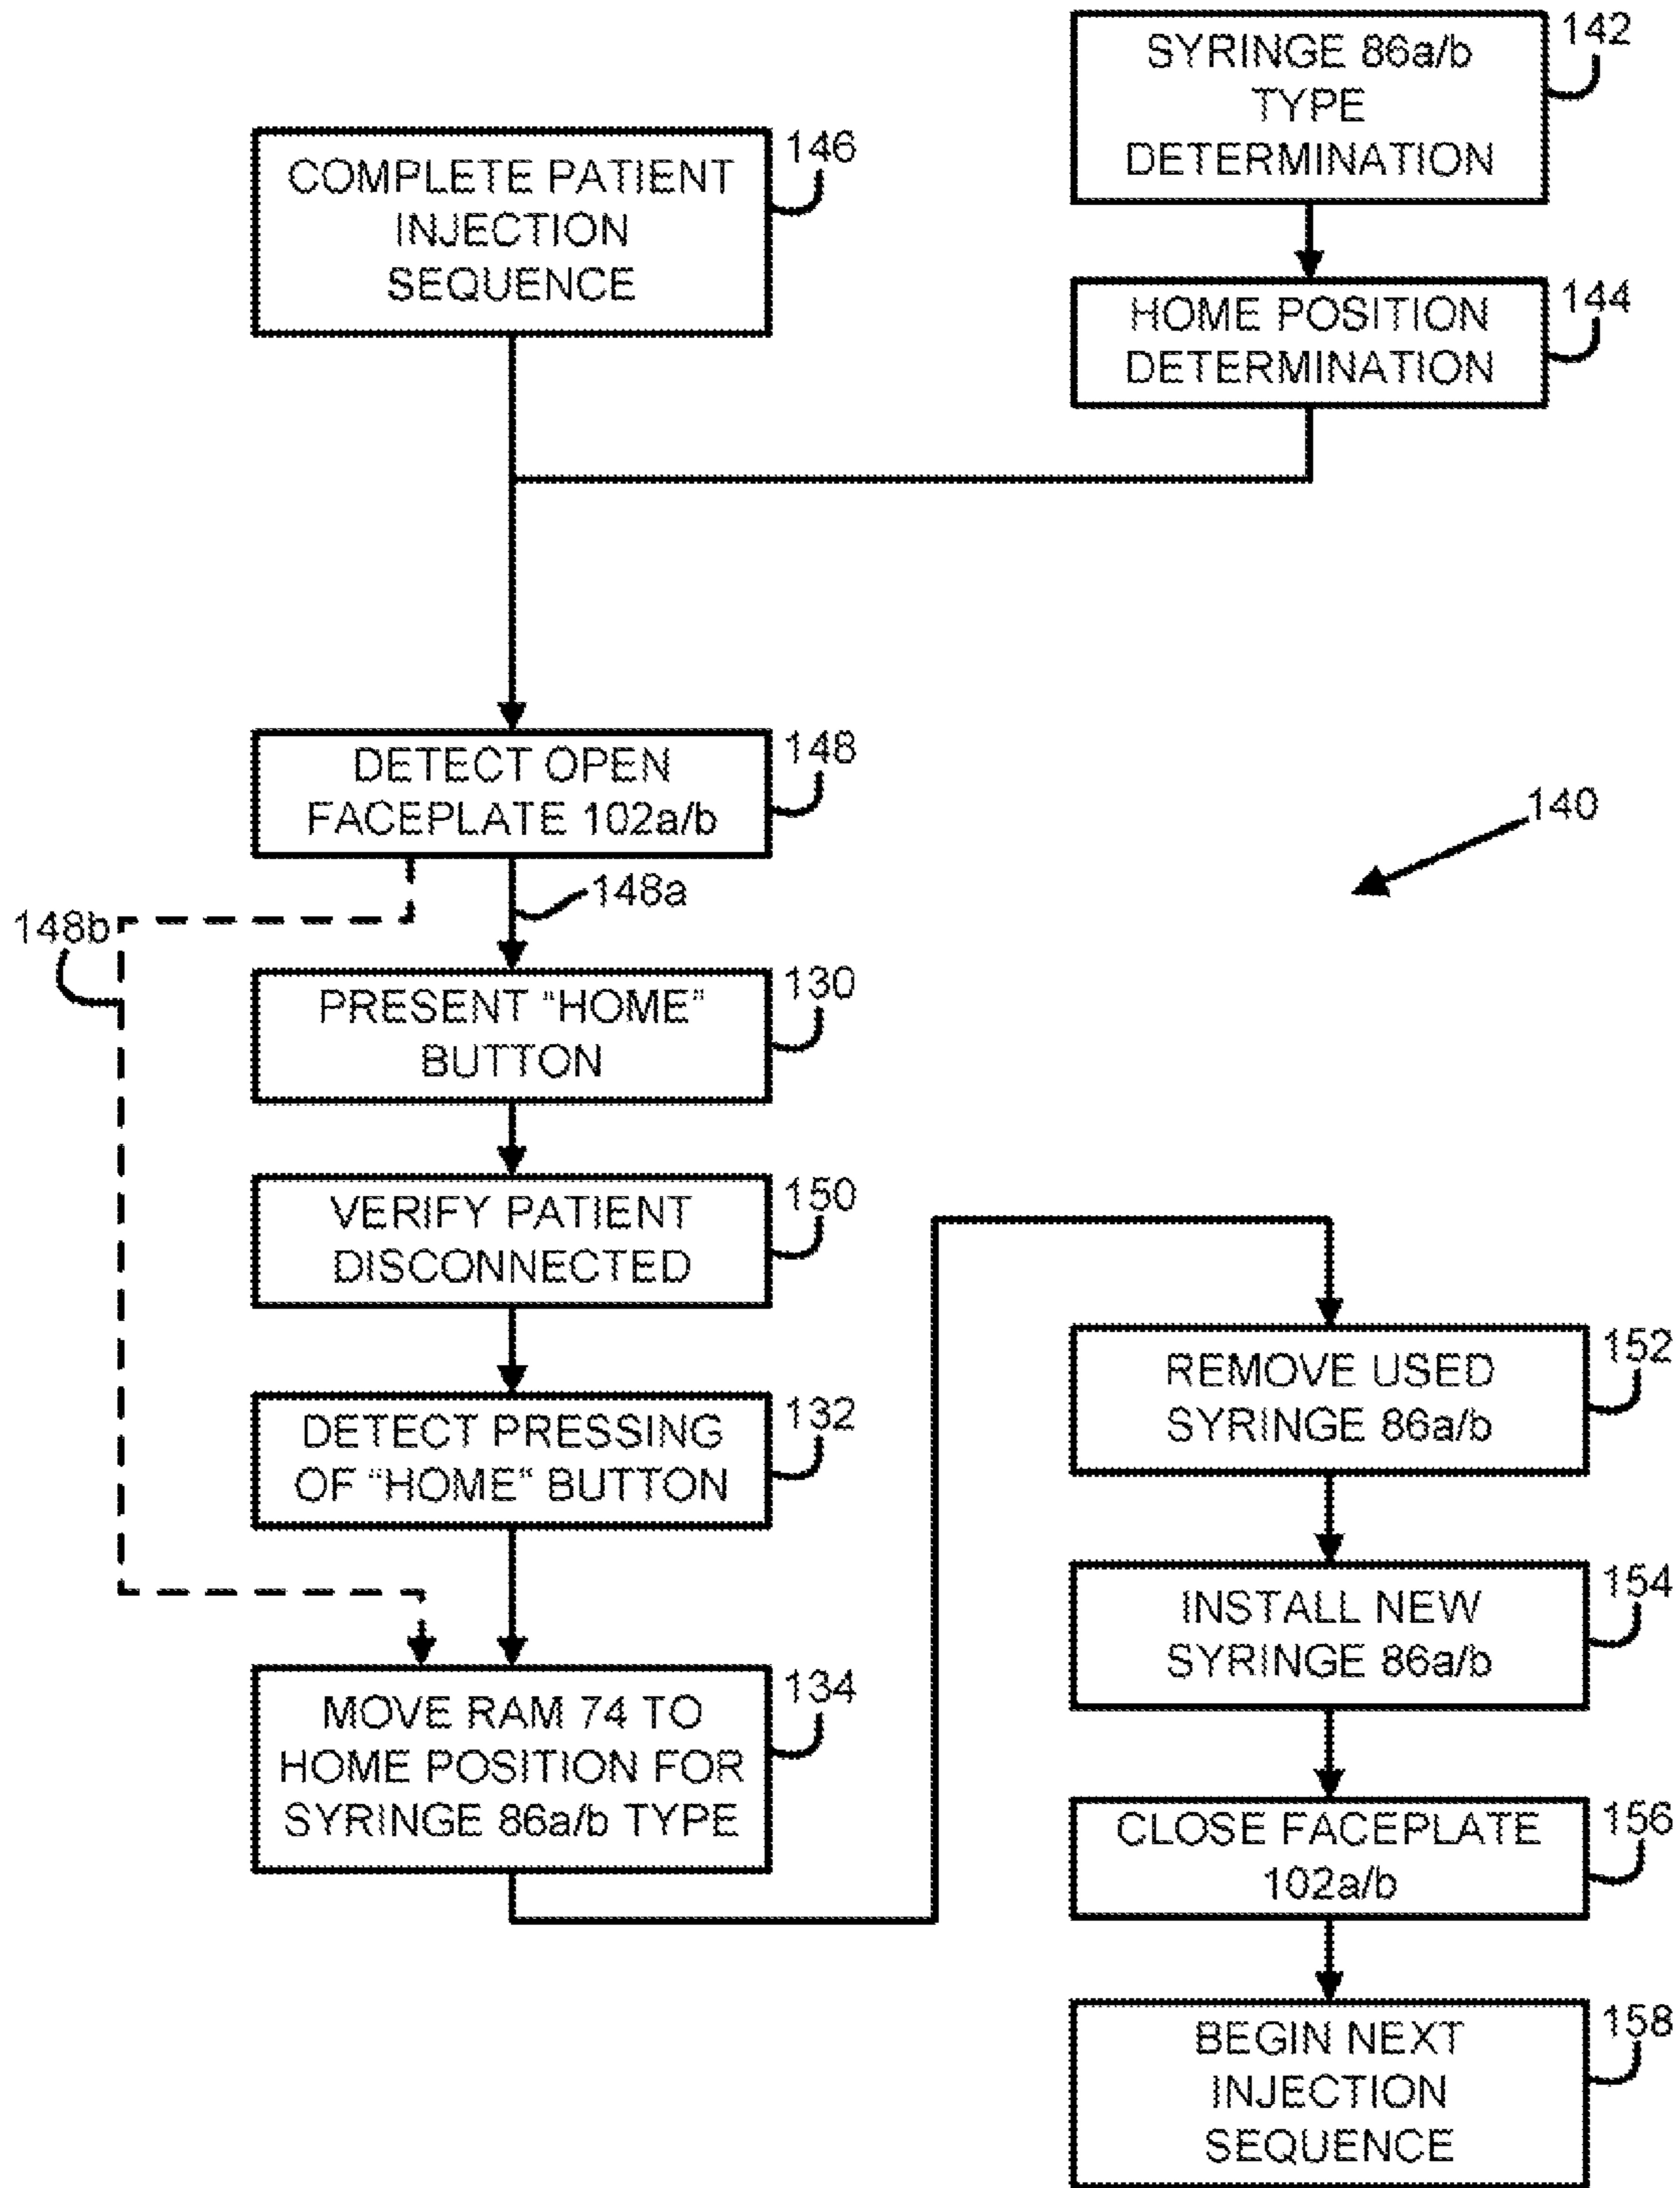 SYRINGE 86a/b
TYPE
DETERMINATION
142
COMPLETE PATIENT
INJECTION
SEQUENCE
146
HOME POSITION
DETERMINATION
144
DETECT OPEN
FACEPLATE 102a/b
148
140
148a
148b
PRESENT “HOME”
BUTTON
130
VERIFY PATIENT
DISCONNECTED
150
DETECT PRESSING
OF “HOME” BUTTON
132
MOVE RAM 74 TO
HOME POSITION FOR
SYRINGE 86a/b TYPE
134
REMOVE USED
SYRINGE 86a/b
152
INSTALL NEW
SYRINGE 86a/b
154
CLOSE FACEPLATE
102a/b
156
BEGIN NEXT
INJECTION
SEQUENCE
158